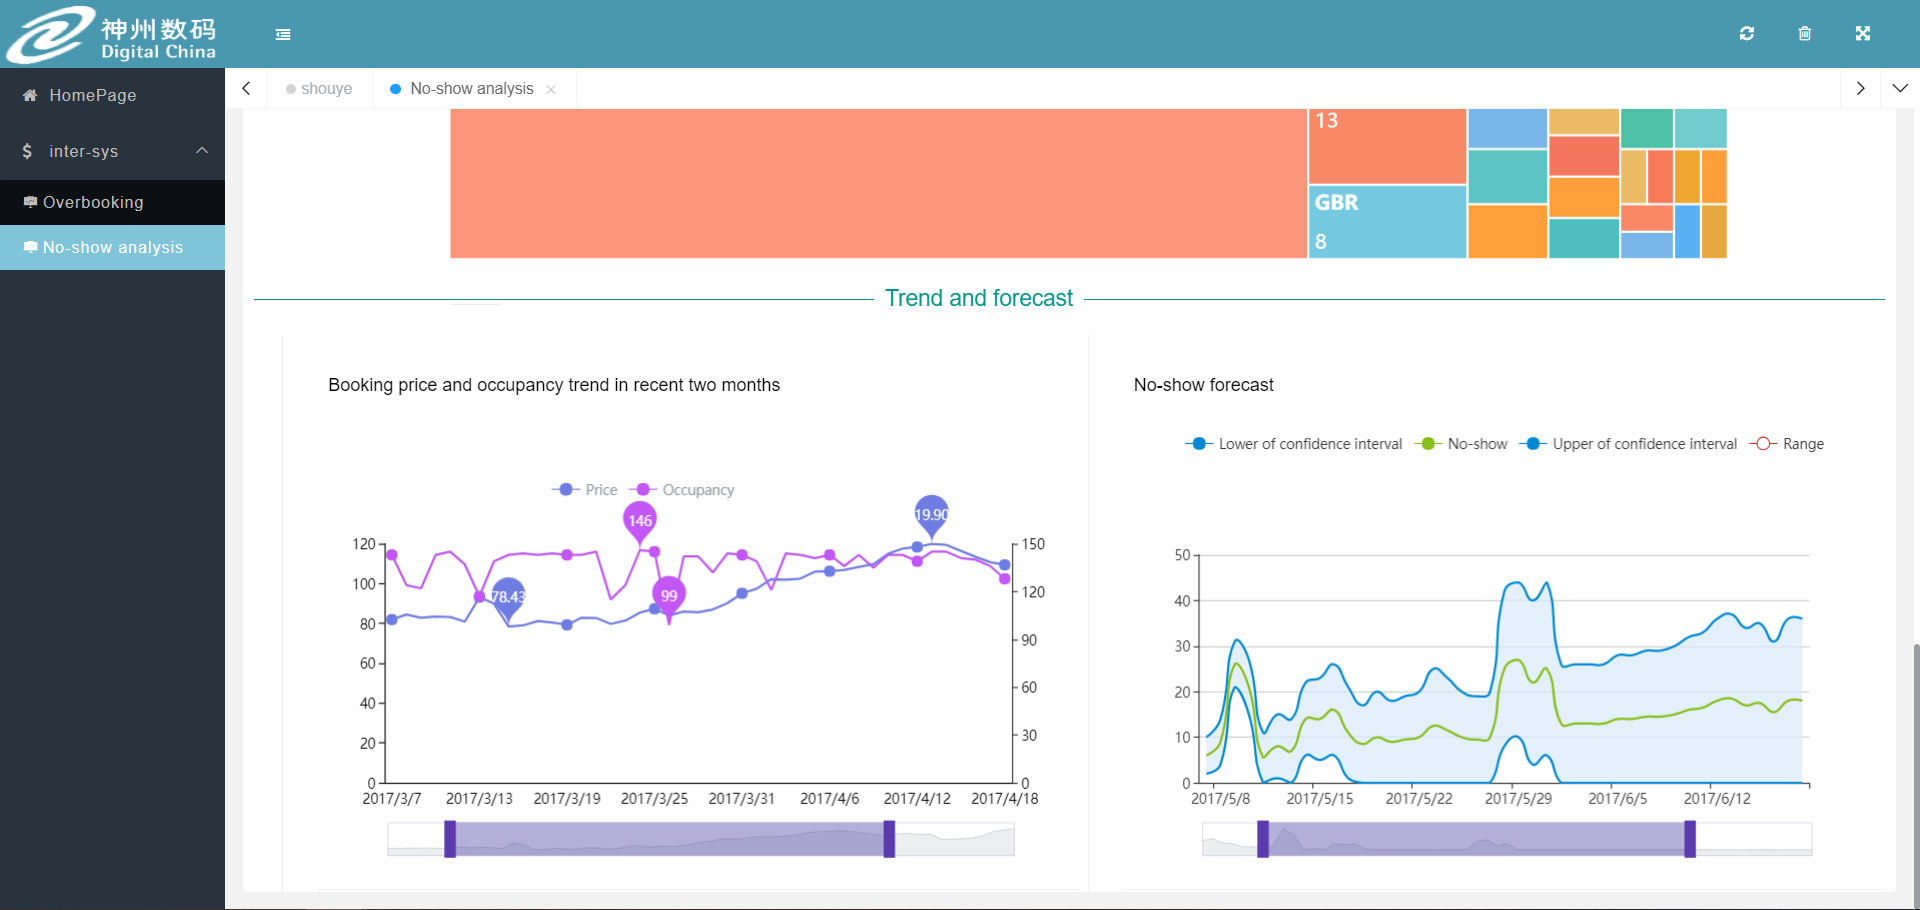 神州数码
Digital China
HomePage
$ inter-sys
Overbooking
No-show analysis
shouye
No-show analysis
13
GBR
8
Trend and forecast
Booking price and occupancy trend in recent two months
Price Occupancy
146
19.90
78.43
99
120
100
80
60
40
20
0
150
120
90
60
30
0
2017/3/7 2017/3/13 2017/3/19 2017/3/25 2017/3/31 2017/4/6 2017/4/12 2017/4/18
No-show forecast
Lower of confidence interval No-show Upper of confidence interval Range
50
40
30
20
10
0
2017/5/8 2017/5/15 2017/5/22 2017/5/29 2017/6/5 2017/6/12